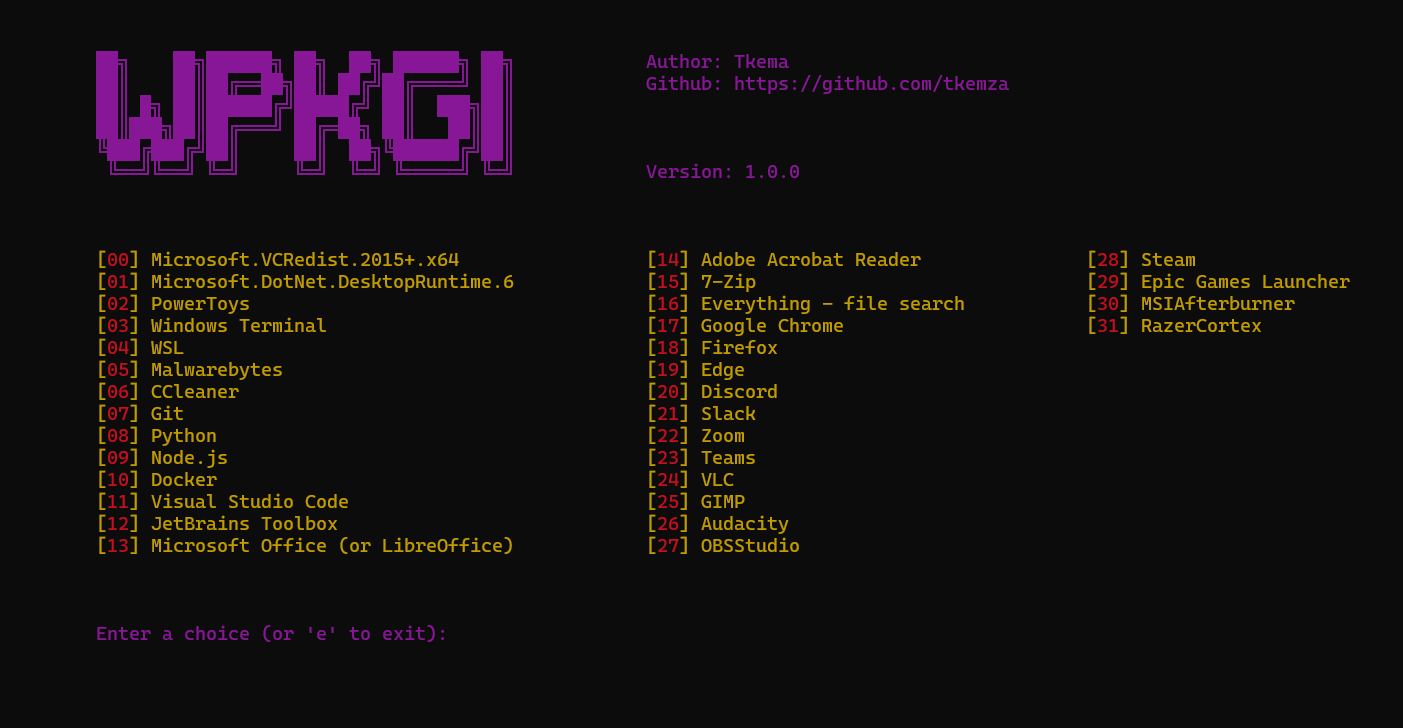 WPKGI
Author: Tkema
Github: https://github.com/tkemza
Version: 1.0.0
[00] Microsoft.VCRedist.2015+.x64
[01] Microsoft.DotNet.DesktopRuntime.6
[02] PowerToys
[03] Windows Terminal
[04] WSL
[05] Malwarebytes
[06] CCleaner
[07] Git
[08] Python
[09] Node.js
[10] Docker
[11] Visual Studio Code
[12] JetBrains Toolbox
[13] Microsoft Office (or LibreOffice)
[14] Adobe Acrobat Reader
[15] 7-Zip
[16] Everything - file search
[17] Google Chrome
[18] Firefox
[19] Edge
[20] Discord
[21] Slack
[22] Zoom
[23] Teams
[24] VLC
[25] GIMP
[26] Audacity
[27] OBSStudio
[28] Steam
[29] Epic Games Launcher
[30] MSIAfterburner
[31] RazerCortex
Enter a choice (or 'e' to exit):